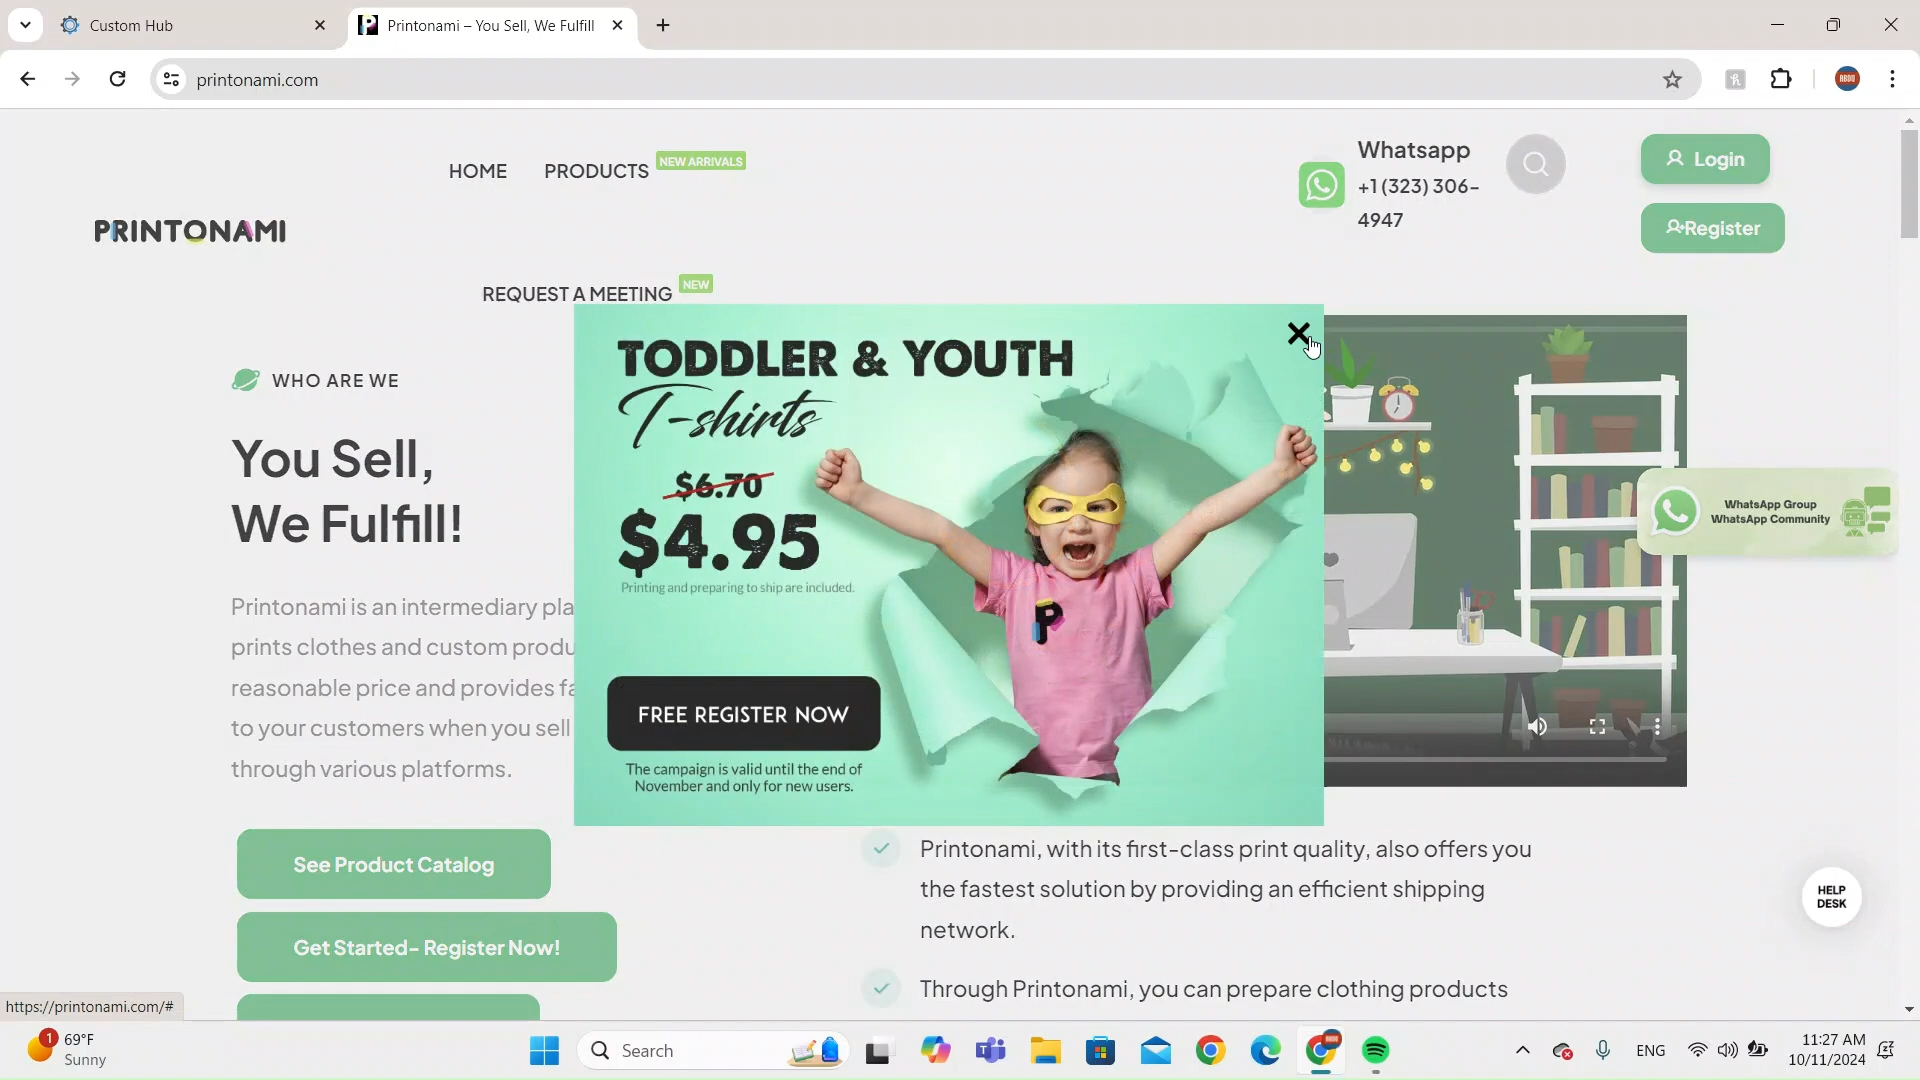 Custom Hub
Printonami – You Sell, We Fulfill
printonami.com
HOME
PRODUCTS
NEW ARRIVALS
Whatsapp
+1 (323) 306-
4947
Login
Register
PRINTONAMI
REQUEST A MEETING
NEW
WHO ARE WE
You Sell,
We Fulfill!
Printonami is an intermediary pla
prints clothes and custom produ
reasonable price and provides fa
to your customers when you sell
through various platforms.
See Product Catalog
Get Started- Register Now!
TODDLER & YOUTH
T-shirts
$6.70
$4.95
Printing and preparing to ship are included.
FREE REGISTER NOW
The campaign is valid until the end of
November and only for new users.
P
WhatsApp Group
WhatsApp Community
Printonami, with its first-class print quality, also offers you
the fastest solution by providing an efficient shipping
network.
Through Printonami, you can prepare clothing products
HELP
DESK
https://printonami.com/#
1
69°F
Sunny
Search
ENG
11:27 AM
10/11/2024